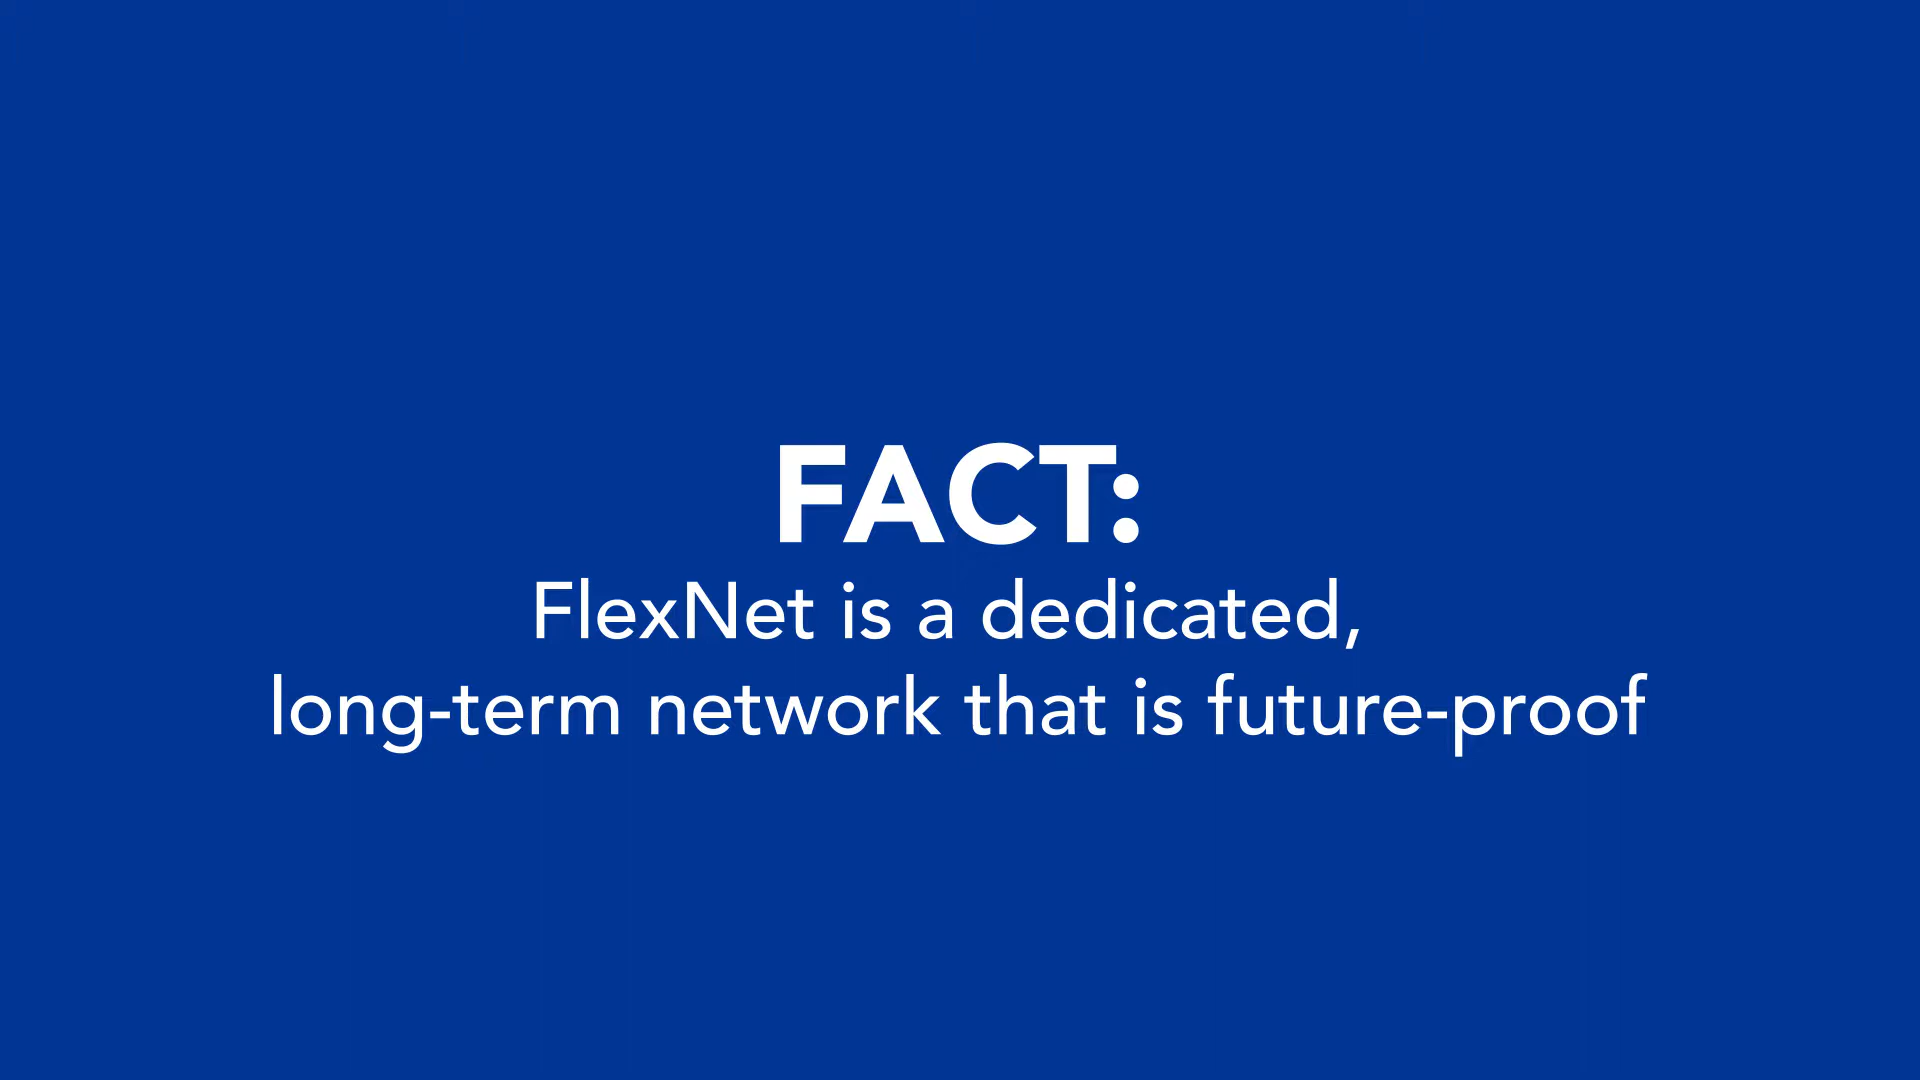 FACT:
FlexNet is a dedicated,
long-term network that is future-proof